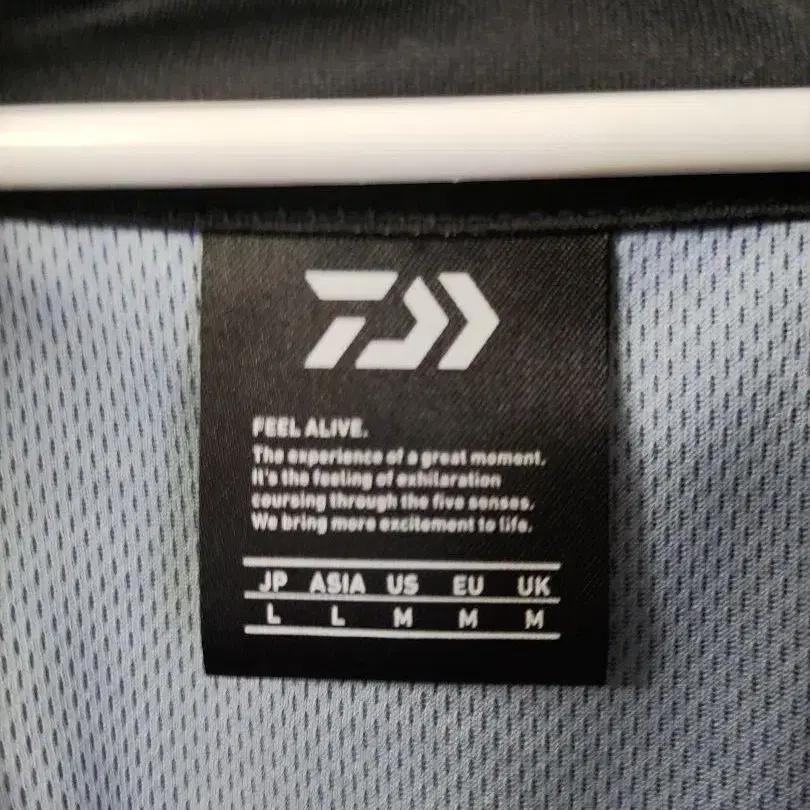 FEEL ALIVE.
The experience of a great moment.
It's the feeling of exhilaration
coursing through the five senses.
We bring more excitement to life.
JP ASIA US EU UK
L L M M M